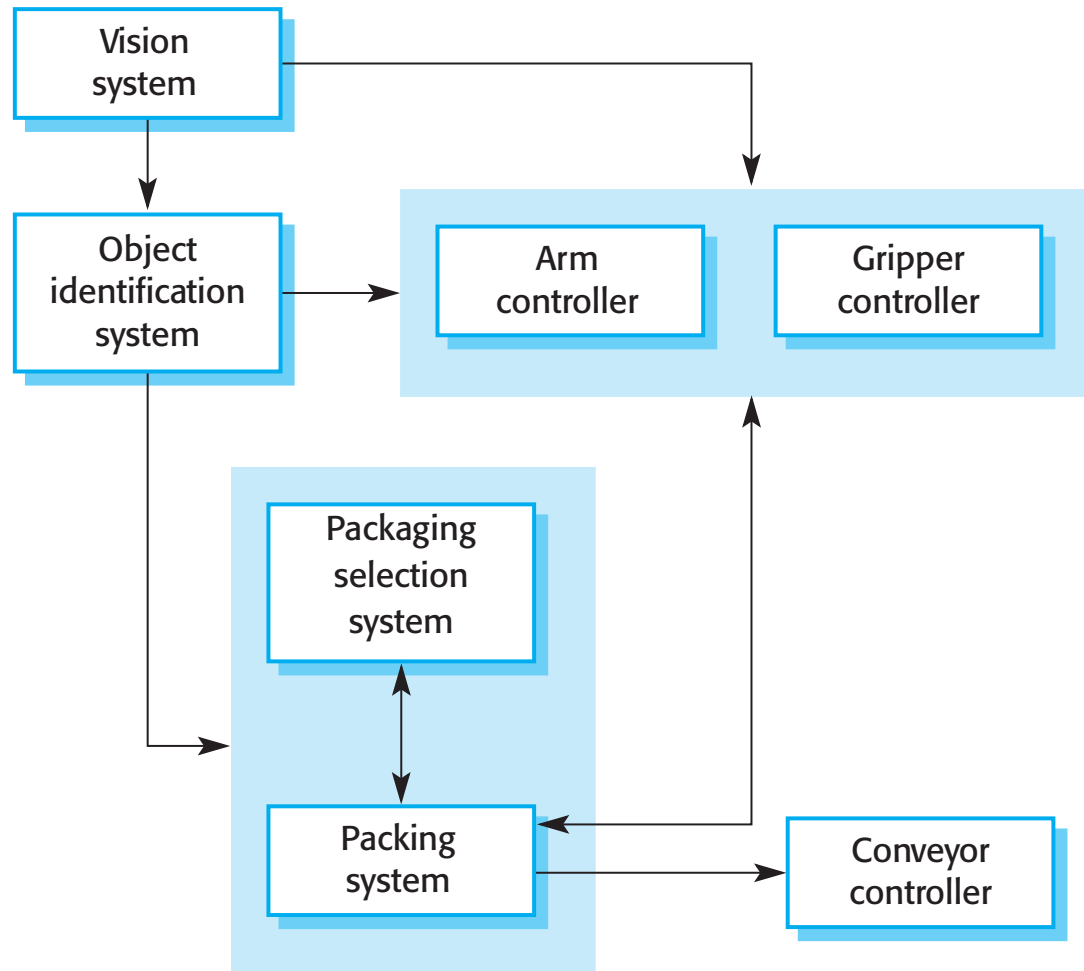 Vision
system
Object
identification
system
Arm
controller
Gripper
controller
Packaging
selection
system
Packing
system
Conveyor
controller